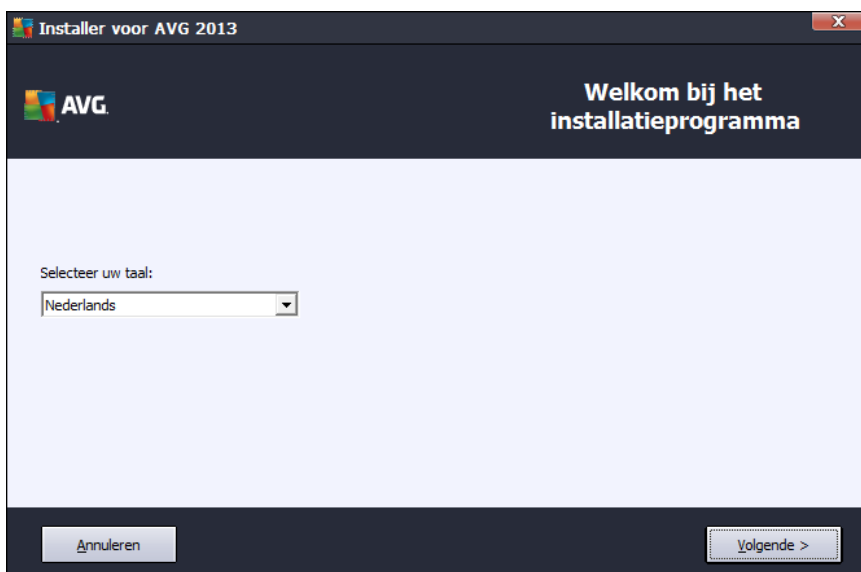 Installer voor AVG 2013
X
AVG.
Welkom bij het
installatieprogramma
Selecteer uw taal:
Nederlands
Annuleren
Volgende >